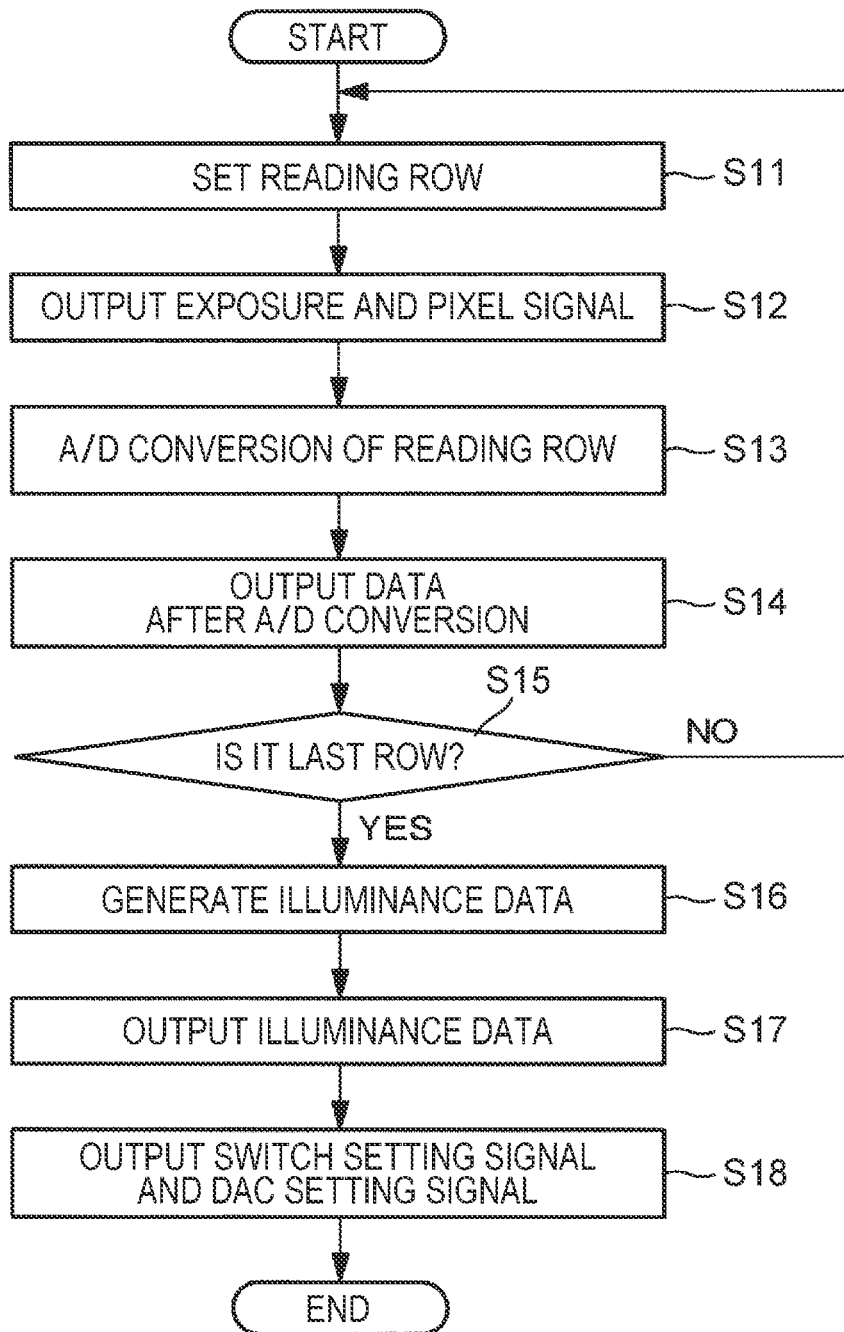 START
SET READING ROW
S11
OUTPUT EXPOSURE AND PIXEL SIGNAL
S12
A/D CONVERSION OF READING ROW
S13
OUTPUT DATA
AFTER A/D CONVERSION
S14
S15
IS IT LAST ROW?
NO
YES
GENERATE ILLUMINANCE DATA
S16
OUTPUT ILLUMINANCE DATA
S17
OUTPUT SWITCH SETTING SIGNAL
AND DAC SETTING SIGNAL
S18
END